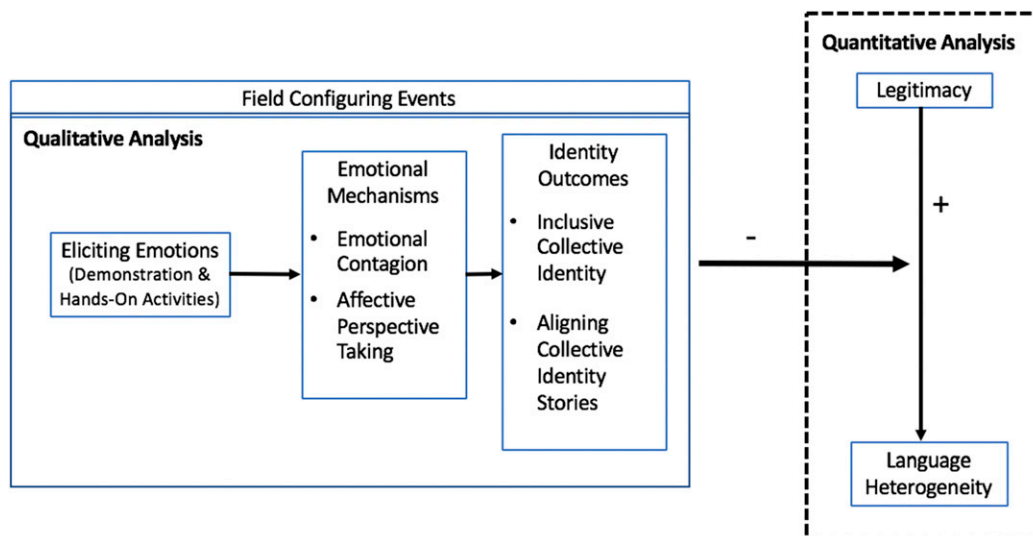 Field Configuring Events
Qualitative Analysis
Eliciting Emotions
(Demonstration &
Hands-On Activities)
Emotional
Mechanisms
• Emotional
Contagion
• Affective
Perspective
Taking
Identity
Outcomes
• Inclusive
Collective
Identity
• Aligning
Collective
Identity
Stories
-
Quantitative Analysis
Legitimacy
+
Language
Heterogeneity